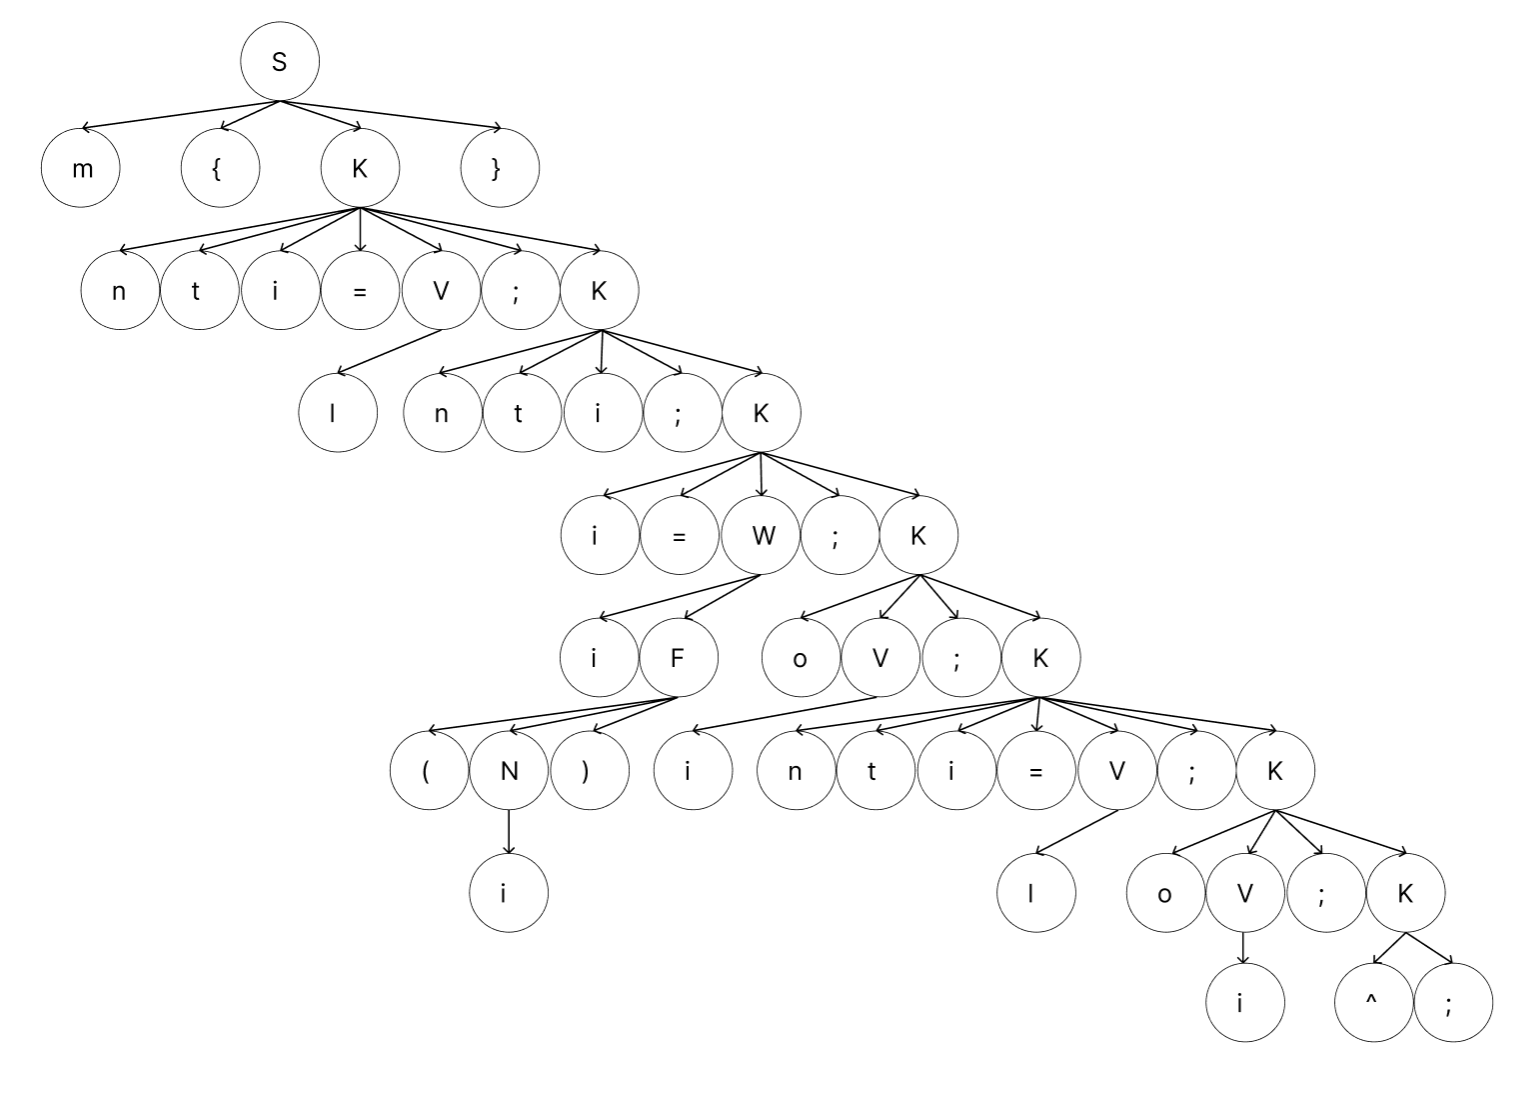 S
m { K }
n t i = V ; K
l n t i ; K
i = W ; K
i F o V ; K
( N ) i n t i = V ; K
i l o V ; K
i ^ ;